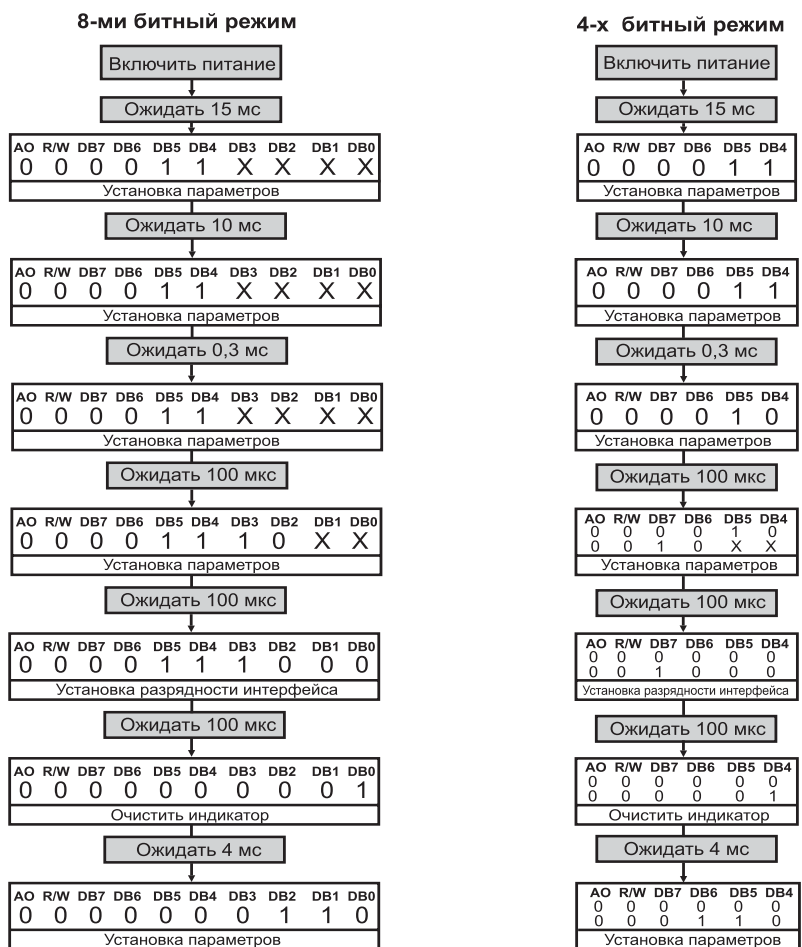 8-ми битный режим
Включить питание
Ожидать 15 мс
AO R/W DB7 DB6 DB5 DB4 DB3 DB2 DB1 DB0
0 0 0 0 1 1 X X X X
Установка параметров
Ожидать 10 мс
AO R/W DB7 DB6 DB5 DB4 DB3 DB2 DB1 DB0
0 0 0 0 1 1 X X X X
Установка параметров
Ожидать 0,3 мс
AO R/W DB7 DB6 DB5 DB4 DB3 DB2 DB1 DB0
0 0 0 0 1 1 X X X X
Установка параметров
Ожидать 100 мкс
AO R/W DB7 DB6 DB5 DB4 DB3 DB2 DB1 DB0
0 0 0 0 1 1 1 0 X X
Установка параметров
Ожидать 100 мкс
AO R/W DB7 DB6 DB5 DB4 DB3 DB2 DB1 DB0
0 0 0 0 1 1 1 0 0 0
Установка разрядности интерфейса
Ожидать 100 мкс
AO R/W DB7 DB6 DB5 DB4 DB3 DB2 DB1 DB0
0 0 0 0 0 0 0 0 0 1
Очистить индикатор
Ожидать 4 мс
AO R/W DB7 DB6 DB5 DB4 DB3 DB2 DB1 DB0
0 0 0 0 0 0 0 1 1 0
Установка параметров
4-х битный режим
Включить питание
Ожидать 15 мс
AO R/W DB7 DB6 DB5 DB4
0 0 0 0 1 1
Установка параметров
Ожидать 10 мс
AO R/W DB7 DB6 DB5 DB4
0 0 0 0 1 1
Установка параметров
Ожидать 0,3 мс
AO R/W DB7 DB6 DB5 DB4
0 0 0 0 1 0
Установка параметров
Ожидать 100 мкс
AO R/W DB7 DB6 DB5 DB4
0 0 0 0 1 0
0 0 1 0 X X
Установка параметров
Ожидать 100 мкс
AO R/W DB7 DB6 DB5 DB4
0 0 0 0 0 0
0 0 1 0 0 0
Установка разрядности интерфейса
Ожидать 100 мкс
AO R/W DB7 DB6 DB5 DB4
0 0 0 0 0 0
0 0 0 0 0 1
Очистить индикатор
Ожидать 4 мс
AO R/W DB7 DB6 DB5 DB4
0 0 0 0 0 0
0 0 0 1 1 0
Установка параметров